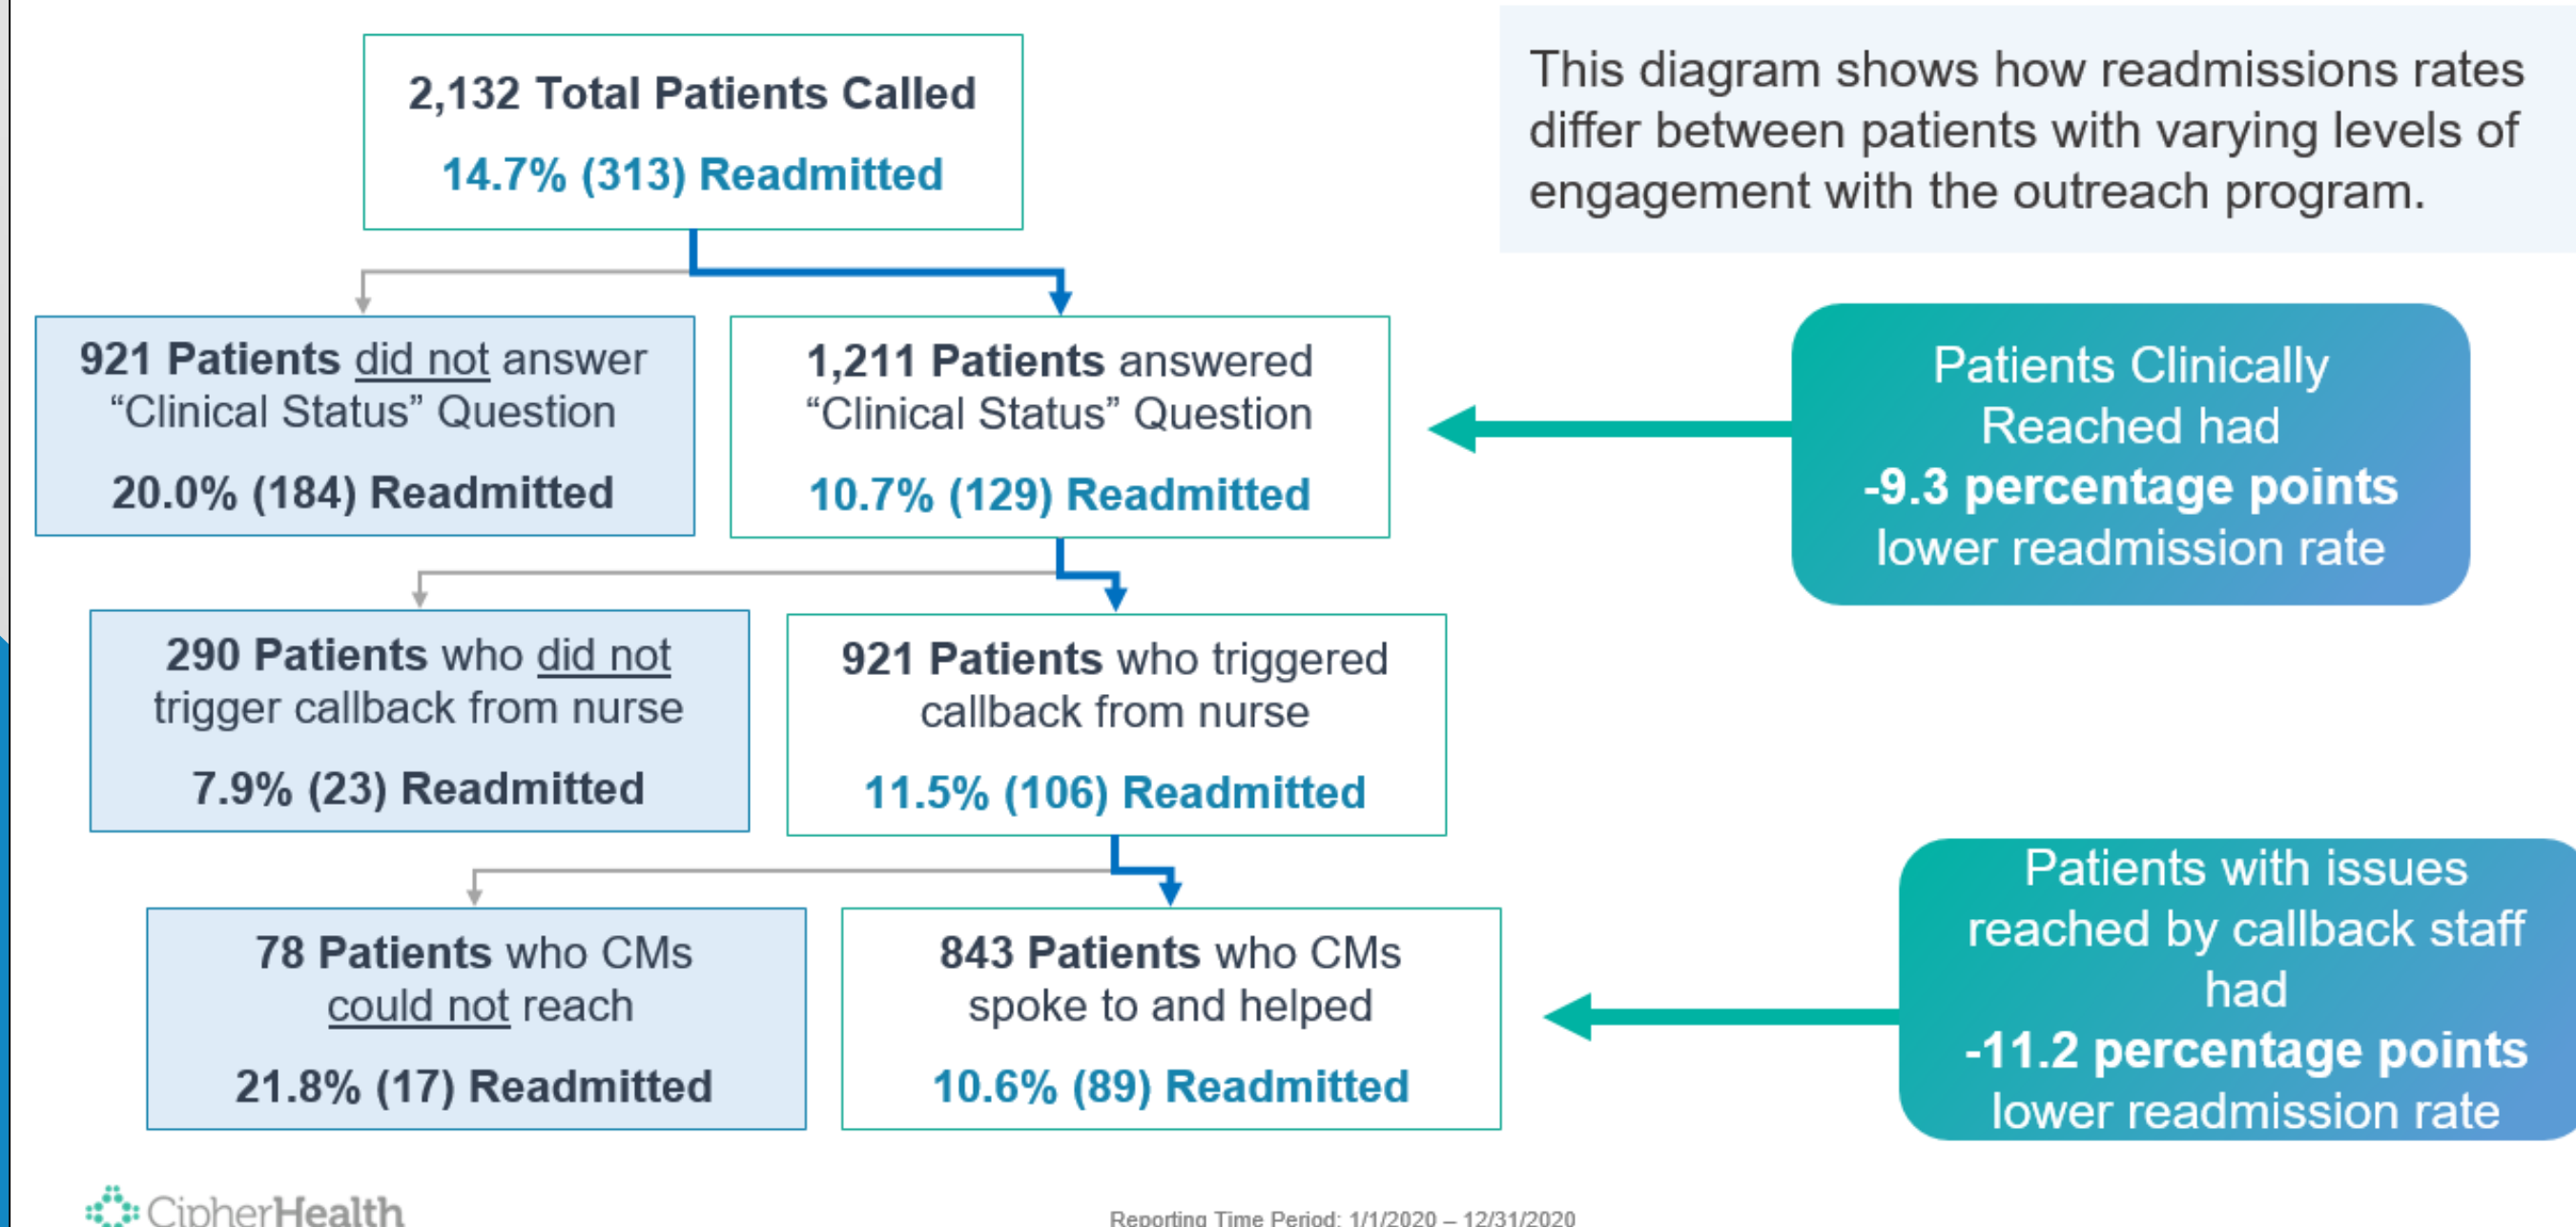 2,132 Total Patients Called
14.7% (313) Readmitted
This diagram shows how readmissions rates
differ between patients with varying levels of
engagement with the outreach program.
921 Patients did not answer
“Clinical Status” Question
20.0% (184) Readmitted
1,211 Patients answered
“Clinical Status” Question
10.7% (129) Readmitted
Patients Clinically
Reached had
-9.3 percentage points
lower readmission rate
290 Patients who did not
trigger callback from nurse
7.9% (23) Readmitted
921 Patients who triggered
callback from nurse
11.5% (106) Readmitted
78 Patients who CMs
could not reach
21.8% (17) Readmitted
843 Patients who CMs
spoke to and helped
10.6% (89) Readmitted
Patients with issues
reached by callback staff
had
-11.2 percentage points
lower readmission rate
CipherHealth
Reporting Time Period: 1/1/2020 – 12/31/2020